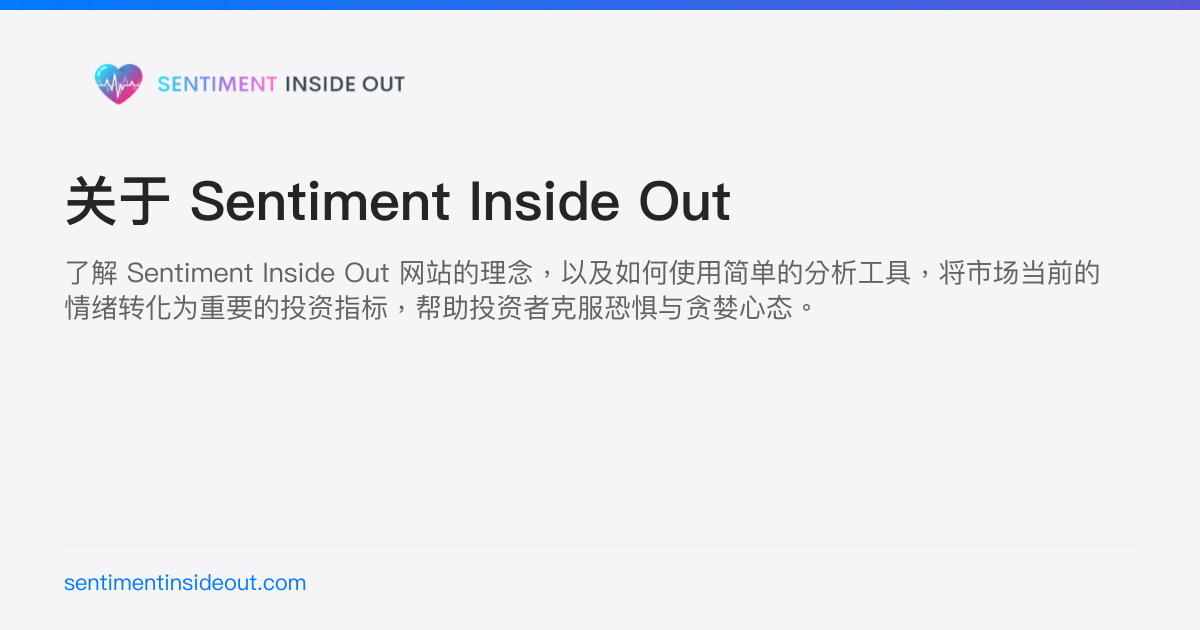 SENTIMENT INSIDE OUT
关于 Sentiment Inside Out
了解 Sentiment Inside Out 网站的理念，以及如何使用简单的分析工具，将市场当前的
情绪转化为重要的投资指标，帮助投资者克服恐惧与贪婪心态。
sentimentinsideout.com